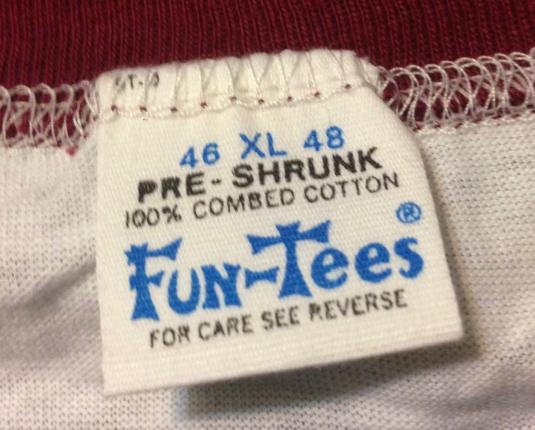 46 XL 48
PRE-SHRUNK
100% COMBED COTTON
FUN-Tees®
FOR CARE SEE REVERSE